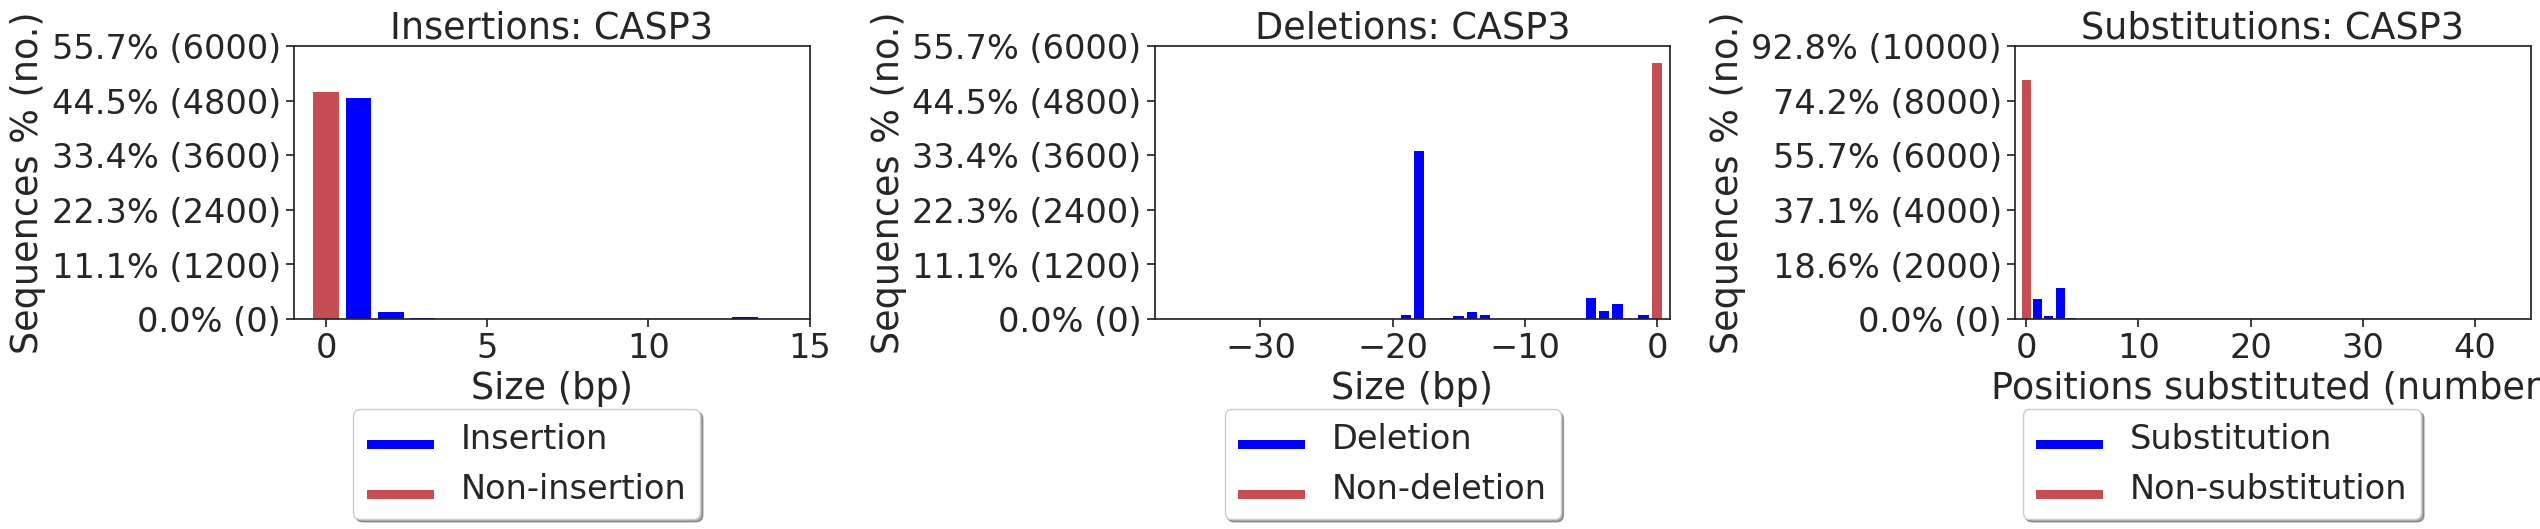 Insertions: CASP3
Sequences % (no.)
55.7% (6000)
44.5% (4800)
33.4% (3600)
22.3% (2400)
11.1% (1200)
0.0% (0)
0 5 10 15
Size (bp)
Insertion
Non-insertion
Deletions: CASP3
Sequences % (no.)
55.7% (6000)
44.5% (4800)
33.4% (3600)
22.3% (2400)
11.1% (1200)
0.0% (0)
−30 −20 −10 0
Size (bp)
Deletion
Non-deletion
Substitutions: CASP3
Sequences % (no.)
92.8% (10000)
74.2% (8000)
55.7% (6000)
37.1% (4000)
18.6% (2000)
0.0% (0)
0 10 20 30 40
Positions substituted (number
Substitution
Non-substitution